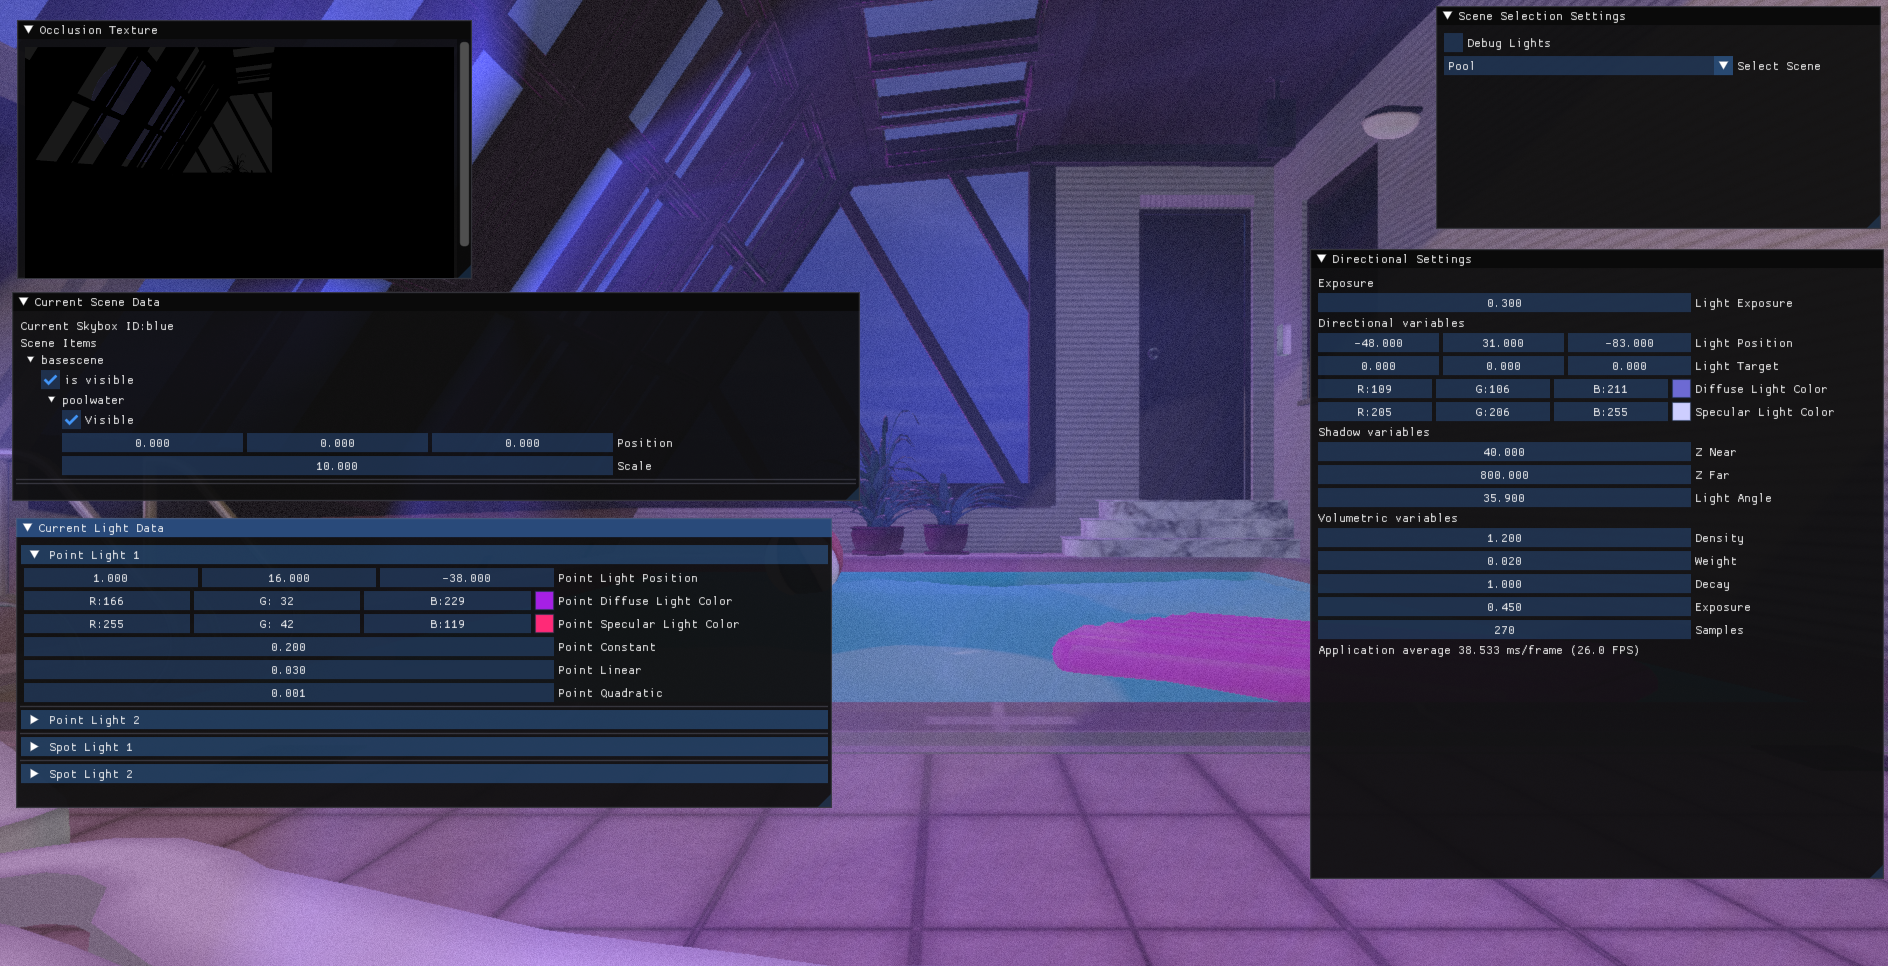 Occlusion Texture
Current Scene Data
Current Skybox ID:blue
Scene Items
basescene
is visible
poolwater
Visible
0.000 0.000 0.000 Position
10.000 Scale
Current Light Data
Point Light 1
1.000 16.000 -38.000 Point Light Position
R:166 G: 32 B:229 Point Diffuse Light Color
R:255 G: 42 B:119 Point Specular Light Color
0.200 Point Constant
0.030 Point Linear
0.001 Point Quadratic
Point Light 2
Spot Light 1
Spot Light 2
Scene Selection Settings
Debug Lights
Pool Select Scene
Directional Settings
Exposure
0.300 Light Exposure
Directional variables
-48.000 31.000 -83.000 Light Position
0.000 0.000 0.000 Light Target
R:109 G:106 B:211 Diffuse Light Color
R:205 G:206 B:255 Specular Light Color
Shadow variables
40.000 Z Near
800.000 Z Far
35.900 Light Angle
Volumetric variables
1.200 Density
0.020 Weight
1.000 Decay
0.450 Exposure
270 Samples
Application average 38.533 ms/frame (26.0 FPS)